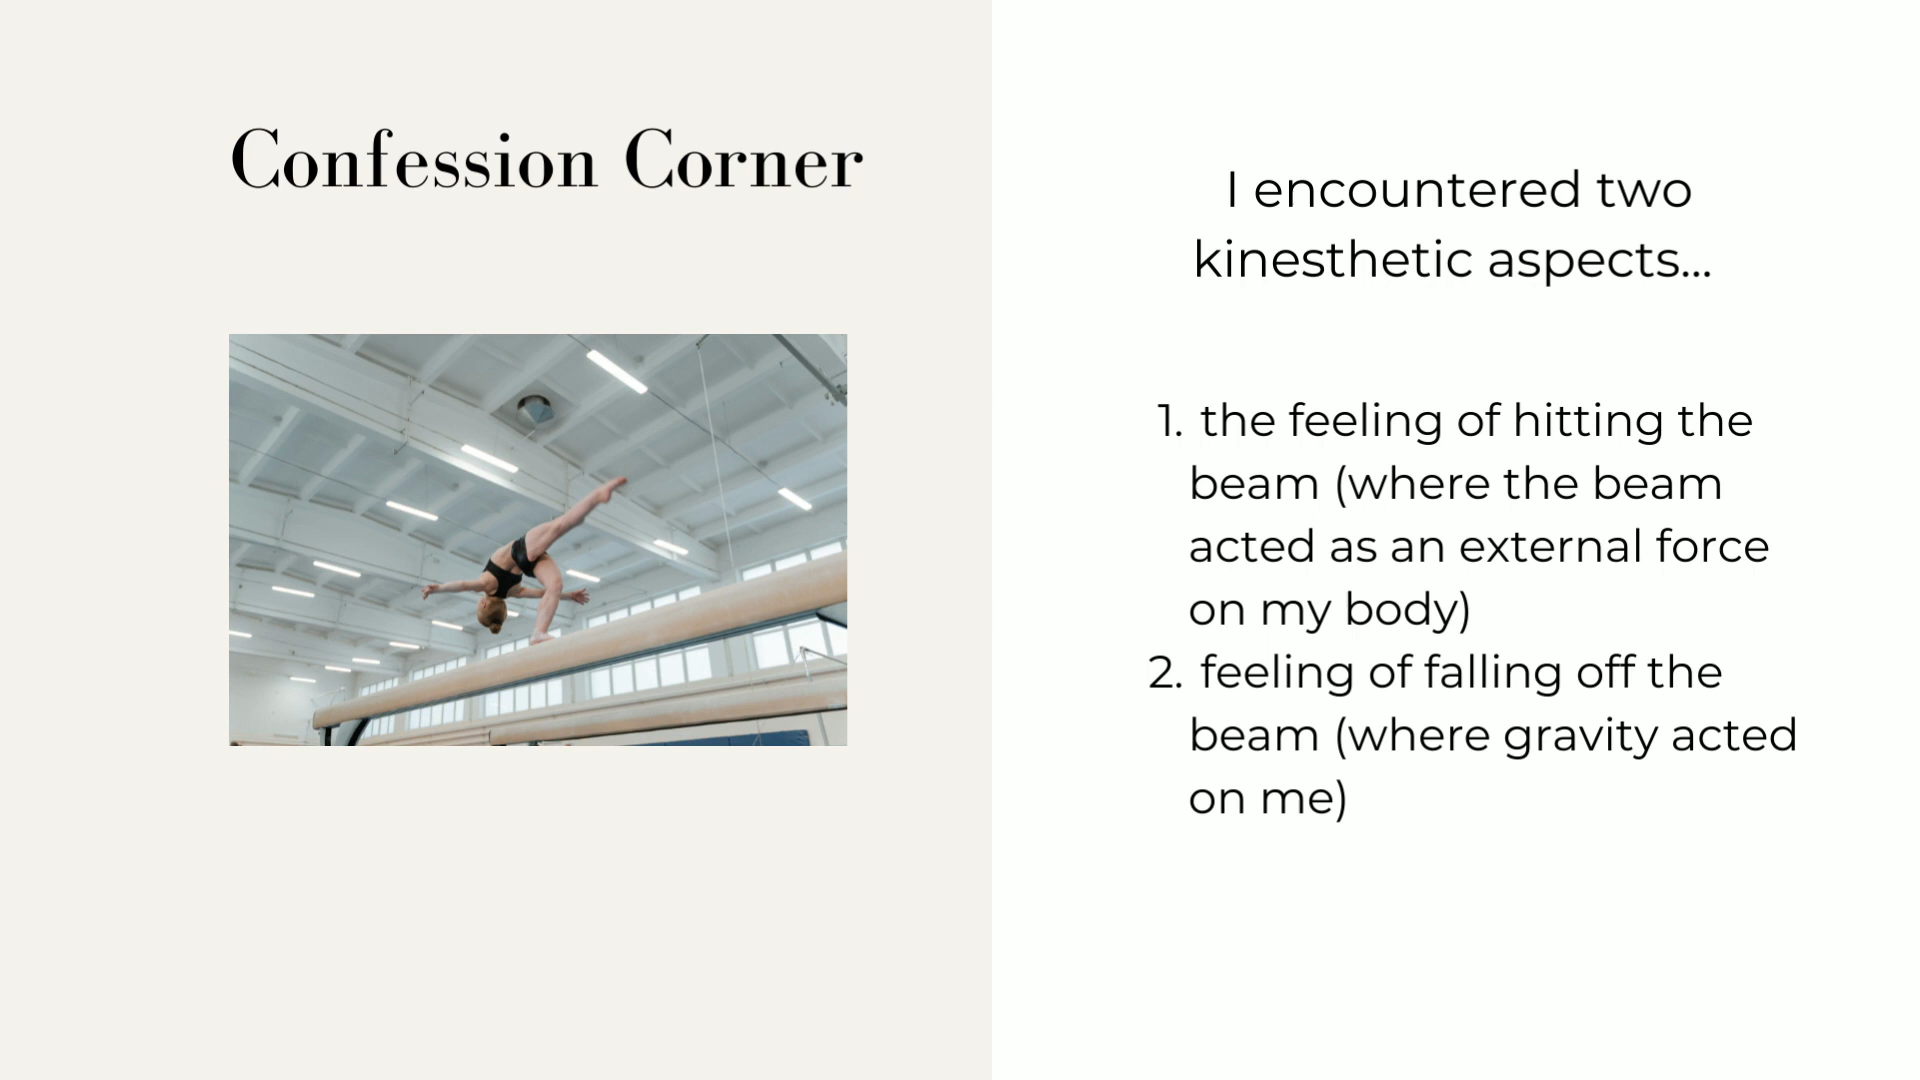 Confession Corner
I encountered two
kinesthetic aspects...
1. the feeling of hitting the
beam (where the beam
acted as an external force
on my body)
2. feeling of falling off the
beam (where gravity acted
on me)